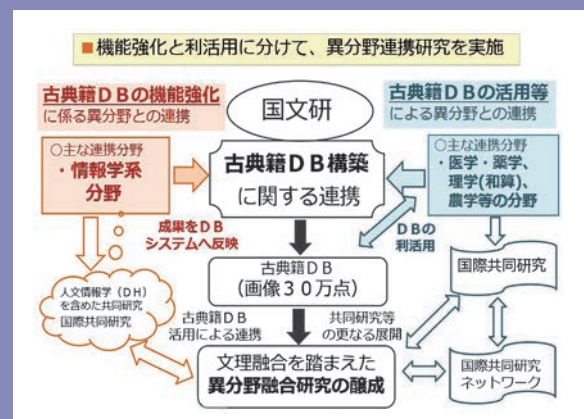 ■機能強化と利活用に分けて、異分野連携研究を実施
古典籍ＤＢの機能強化
に係る異分野との連携
国文研
古典籍ＤＢの活用等
による異分野との連携
○主な連携分野
・情報学系
分野
古典籍ＤＢ構築
に関する連携
○主な連携分野
・医学・薬学、
理学(和算)、
農学等の分野
成果をＤＢ
システムへ反映
ＤＢの
利活用
古典籍ＤＢ
(画像３０万点)
国際共同研究
人文情報学（ＤＨ）
を含めた共同研究
国際共同研究
古典籍ＤＢ
活用による連携
共同研究等
の更なる展開
文理融合を踏まえた
異分野融合研究の醸成
国際共同研究
ネットワーク